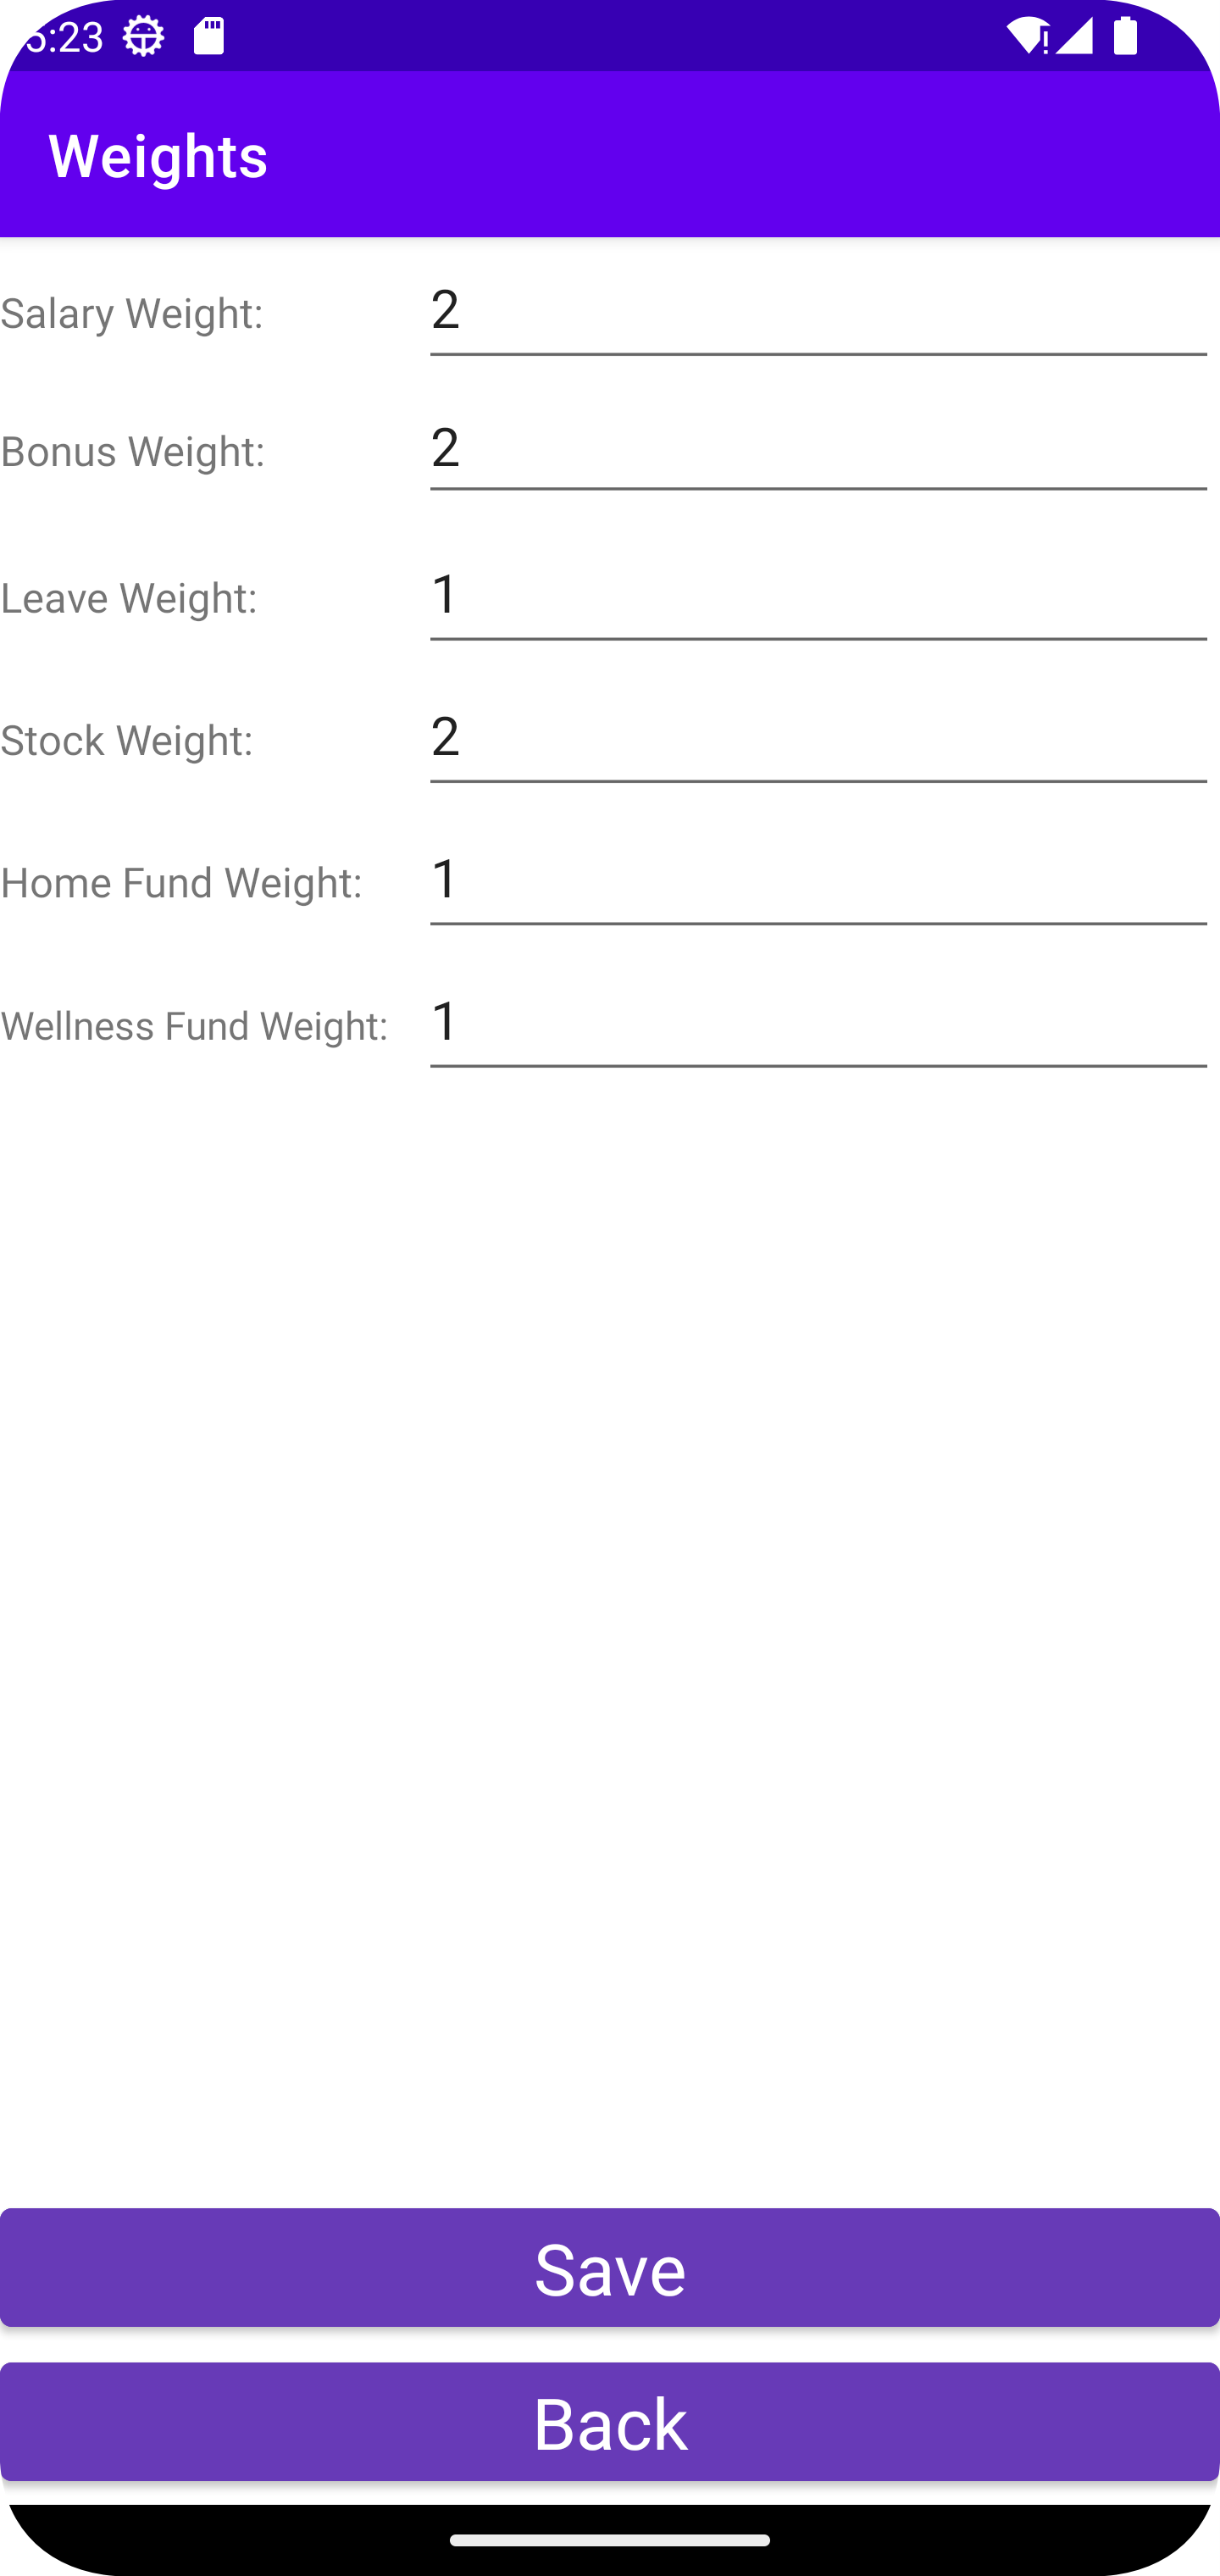 5:23
Weights
Salary Weight: 2
Bonus Weight: 2
Leave Weight: 1
Stock Weight: 2
Home Fund Weight: 1
Wellness Fund Weight: 1
Save
Back